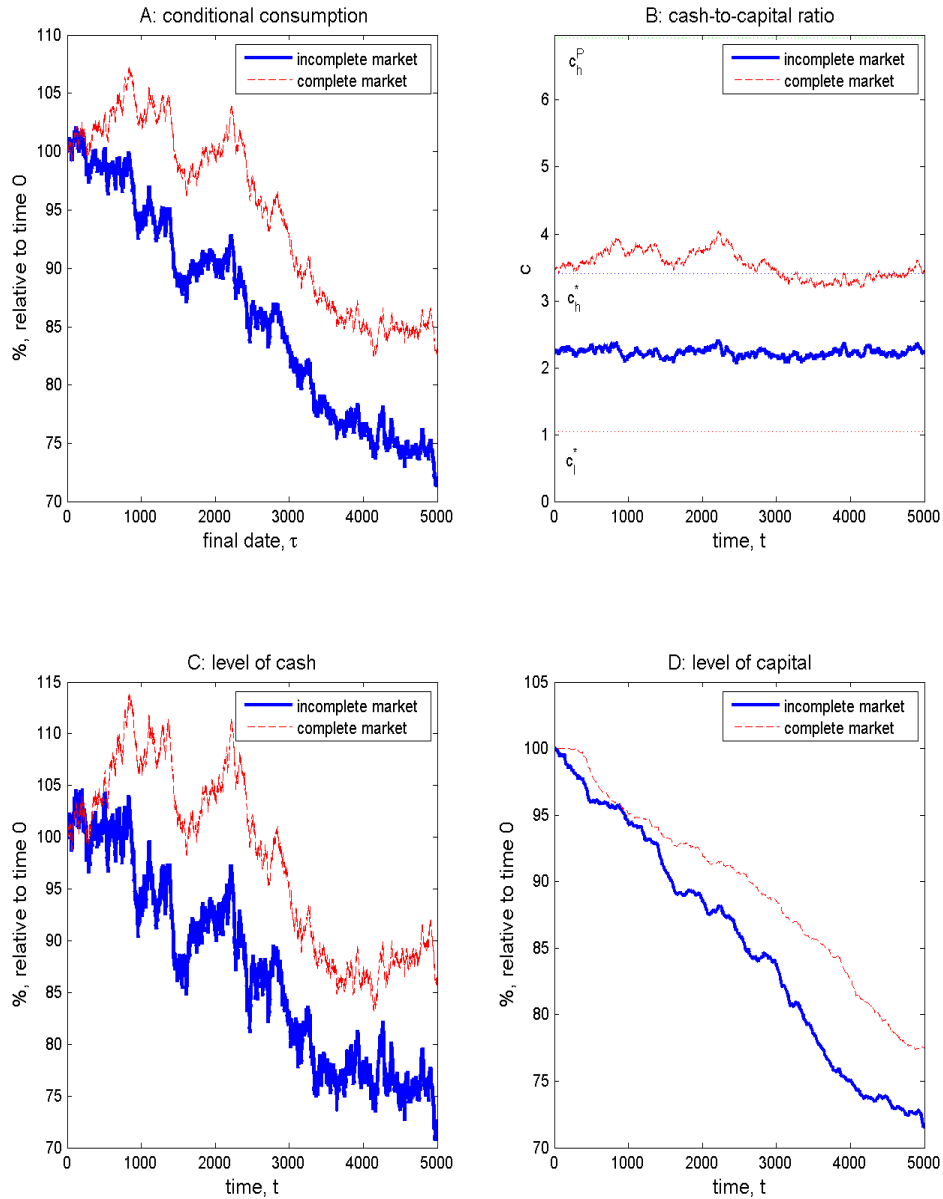 A: conditional consumption
110
105
100
95
90
85
80
75
70
%, relative to time 0
incomplete market
complete market
0 1000 2000 3000 4000 5000
final date, τ
B: cash-to-capital ratio
6
5
4
3
2
1
0
c
incomplete market
complete market
c_h^P
c_h^*
c_l^*
0 1000 2000 3000 4000 5000
time, t
C: level of cash
115
110
105
100
95
90
85
80
75
70
%, relative to time 0
incomplete market
complete market
0 1000 2000 3000 4000 5000
time, t
D: level of capital
105
100
95
90
85
80
75
70
%, relative to time 0
incomplete market
complete market
0 1000 2000 3000 4000 5000
time, t